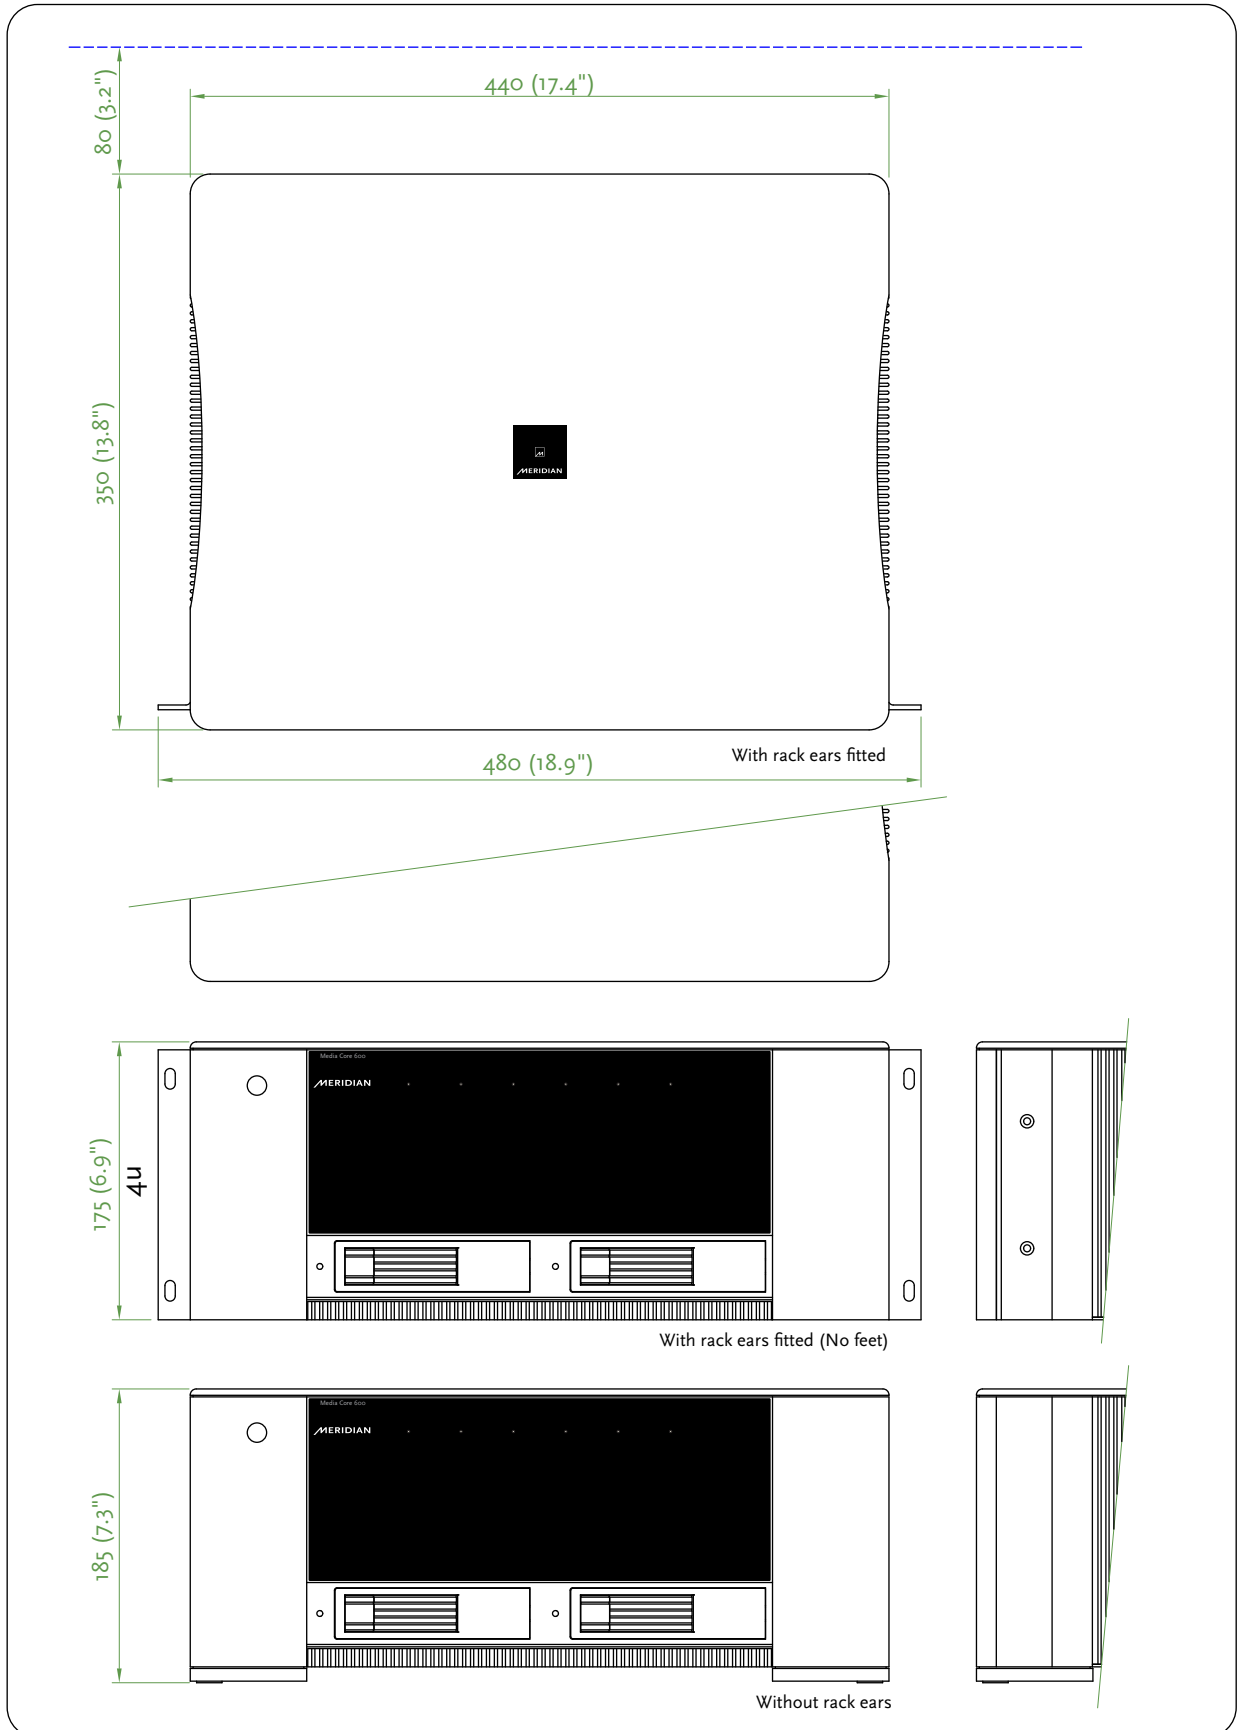 80 (3.2")
440 (17.4")
350 (13.8")
MERIDIAN
With rack ears fitted
480 (18.9")
Media Core 600
MERIDIAN
175 (6.9")
4u
With rack ears fitted (No feet)
Media Core 600
MERIDIAN
185 (7.3")
Without rack ears